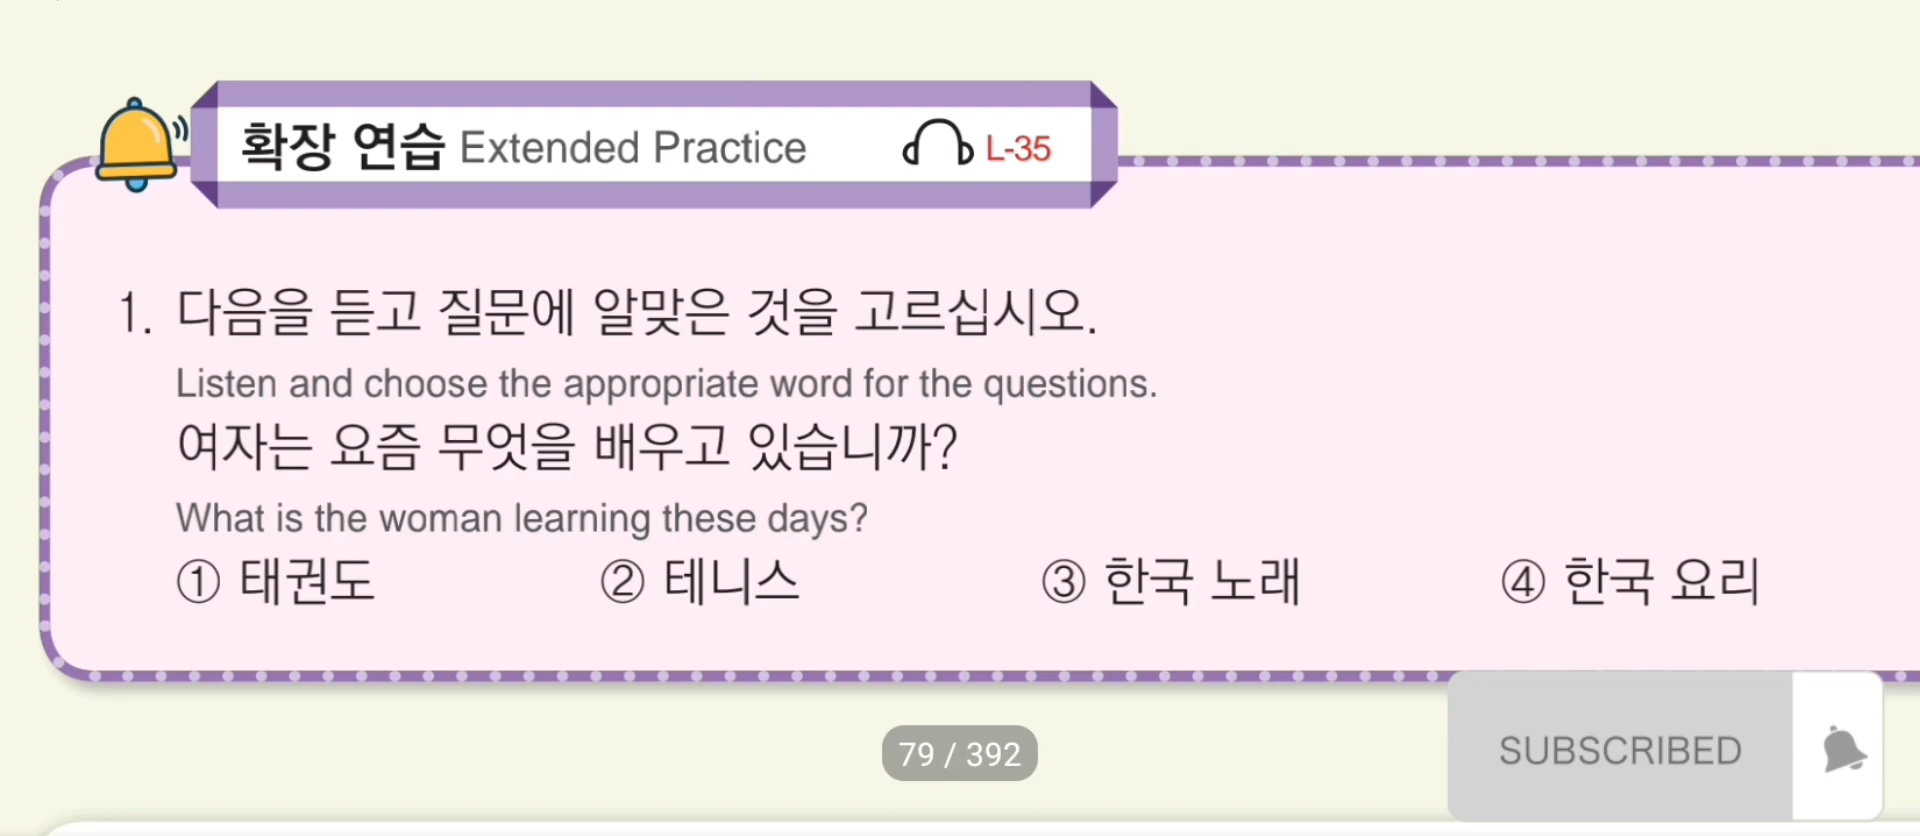 확장 연습 Extended Practice L-35
1. 다음을 듣고 질문에 알맞은 것을 고르십시오.
Listen and choose the appropriate word for the questions.
여자는 요즘 무엇을 배우고 있습니까?
What is the woman learning these days?
① 태권도 ② 테니스 ③ 한국 노래 ④ 한국 요리
79 / 392
SUBSCRIBED